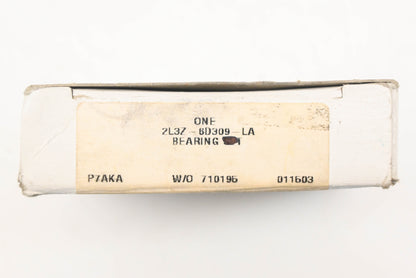 ONE
2L3Z-6D309-LA
BEARING
P7AKA W/O 710196 011603